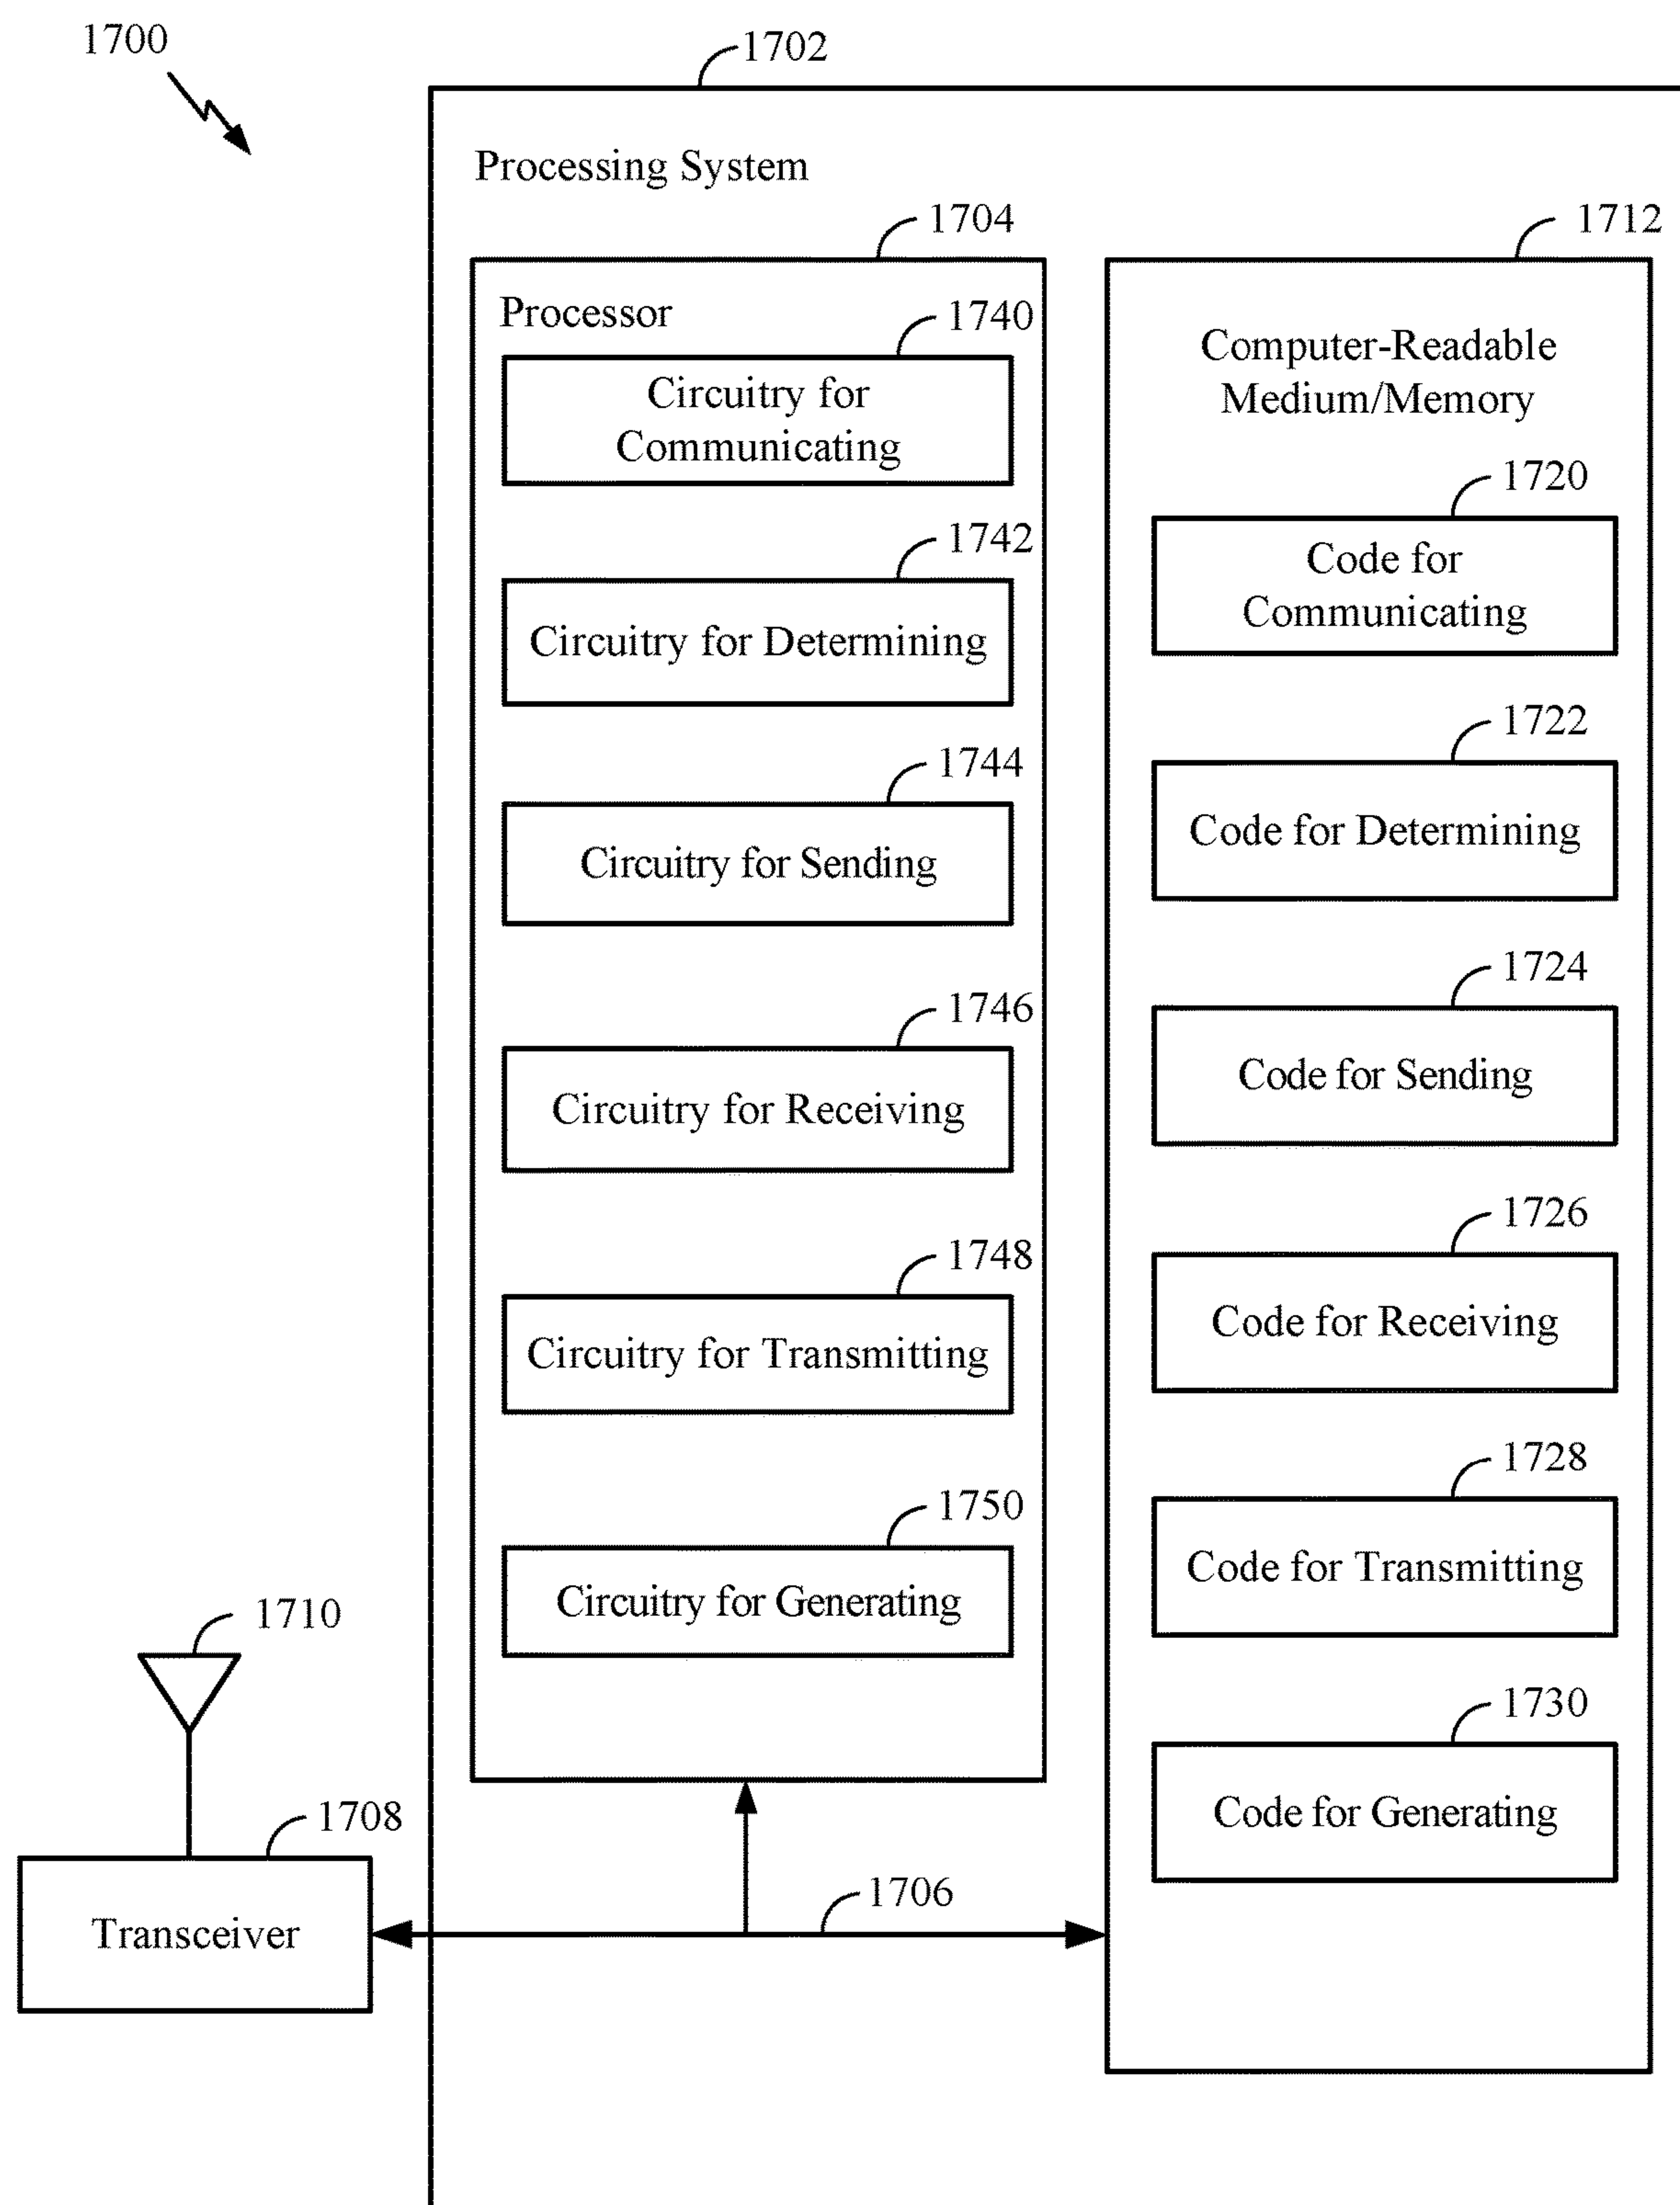 1700
1702
Processing System
1704
1712
Processor
1740
Circuitry for
Communicating
1742
Circuitry for Determining
1744
Circuitry for Sending
1746
Circuitry for Receiving
1748
Circuitry for Transmitting
1750
Circuitry for Generating
Computer-Readable
Medium/Memory
1720
Code for
Communicating
1722
Code for Determining
1724
Code for Sending
1726
Code for Receiving
1728
Code for Transmitting
1730
Code for Generating
1710
1708
Transceiver
1706